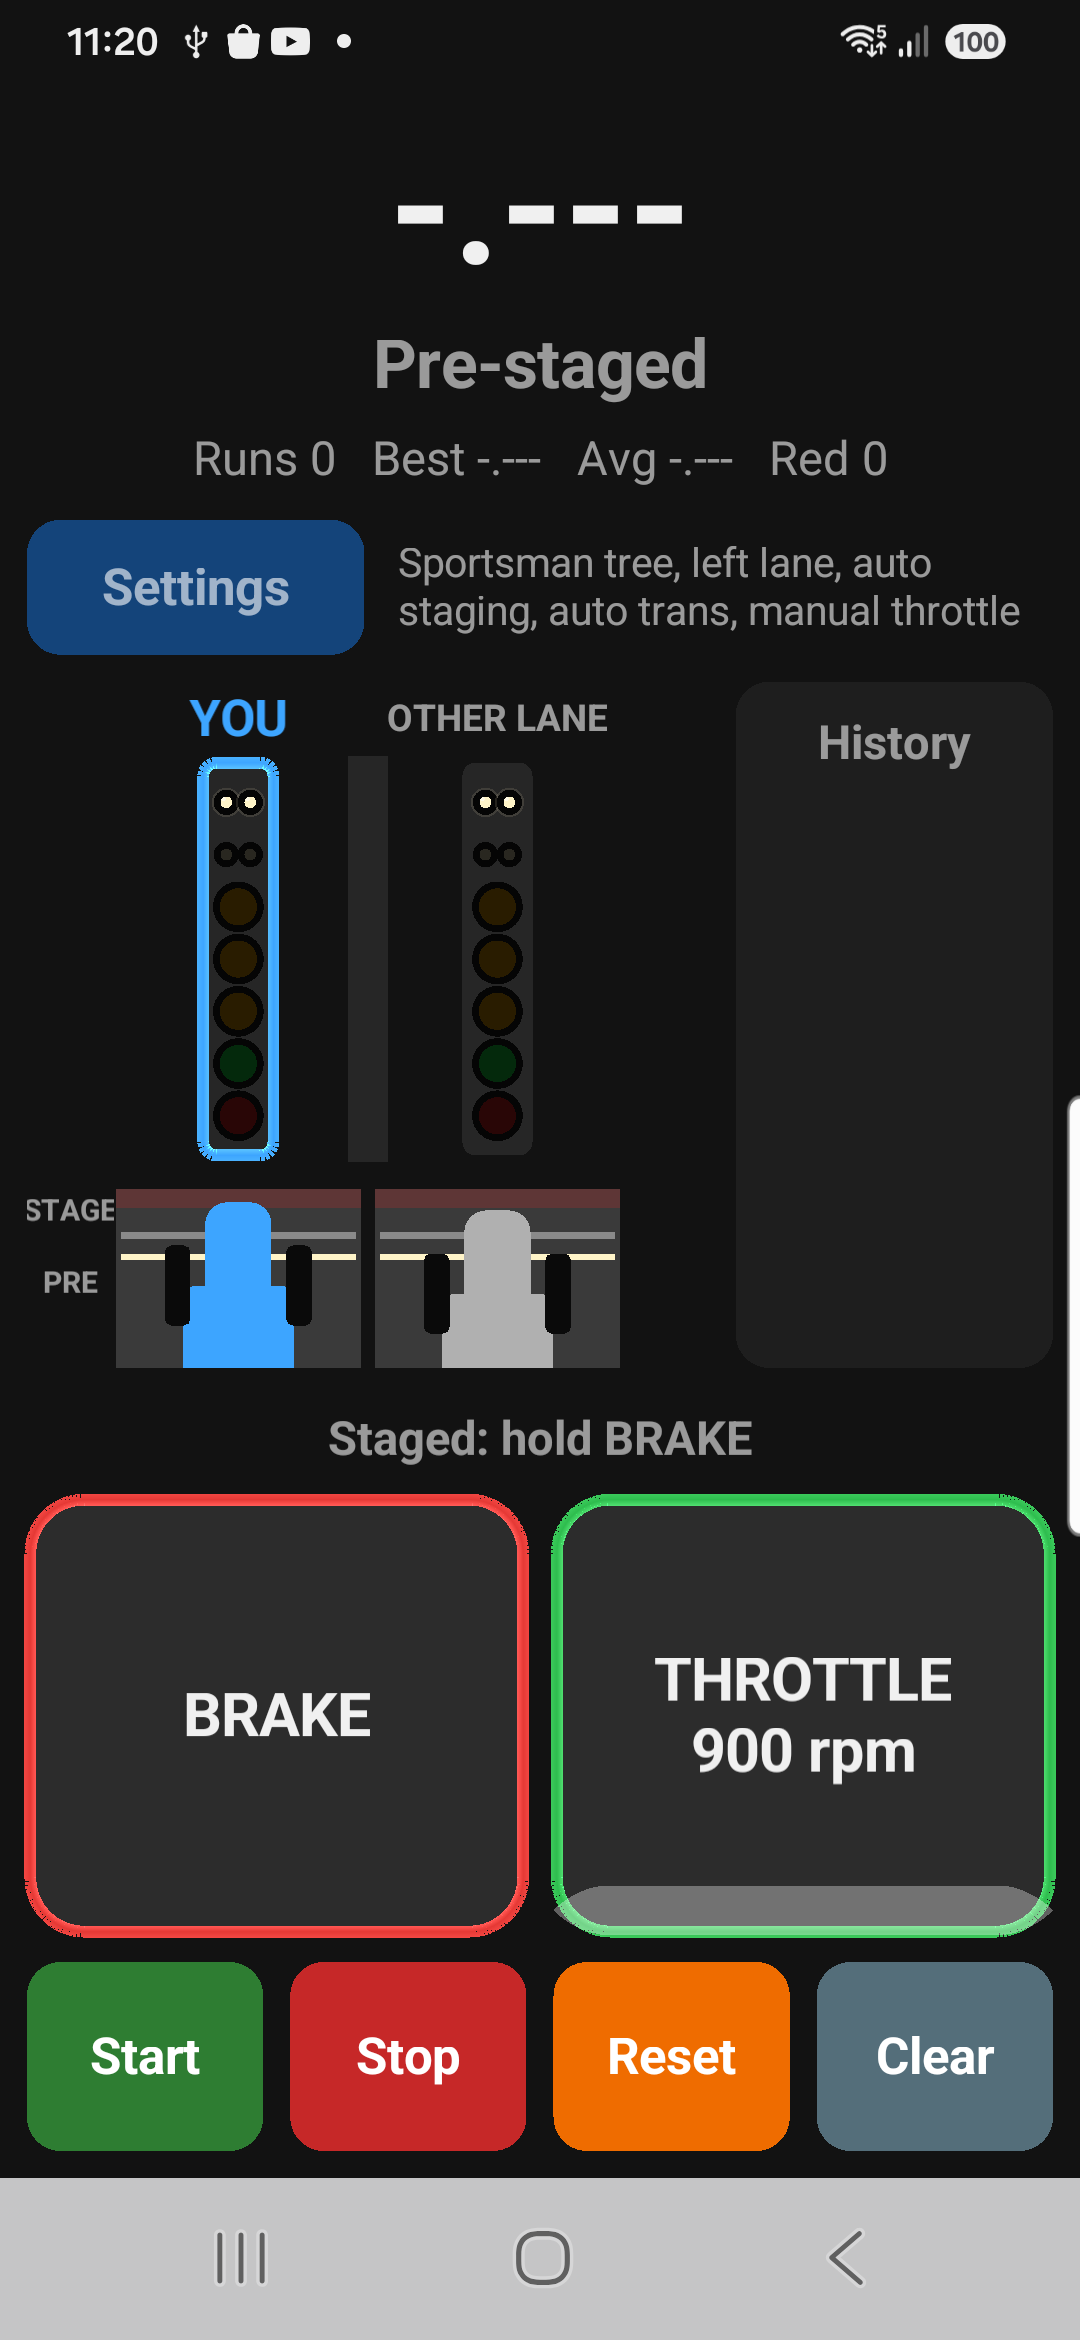 11:20
5
100
-.---
Pre-staged
Runs 0 Best -.--- Avg -.--- Red 0
Settings
Sportsman tree, left lane, auto
staging, auto trans, manual throttle
YOU
OTHER LANE
History
STAGE
PRE
Staged: hold BRAKE
BRAKE
THROTTLE
900 rpm
Start
Stop
Reset
Clear